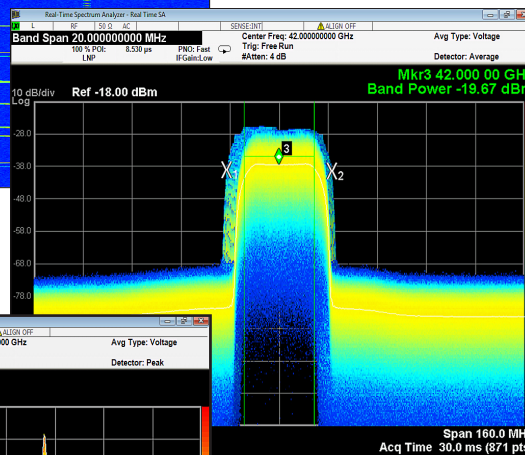 Real-Time Spectrum Analyzer - Real Time SA
L RF 50 Ω AC SENSE:INT ALIGN OFF
Band Span 20.000000000 MHz
Center Freq: 42.000000000 GHz Avg Type: Voltage
100 % POI: 8.530 µs PNO: Fast Trig: Free Run
LNP IFGain:Low #Atten: 4 dB Detector: Average
Mkr3 42.000 00 GH
10 dB/div Ref -18.00 dBm Band Power -19.67 dBm
Log
-28.0
3
-38.0
1 2
-48.0
-58.0
-68.0
-78.0
ALIGN OFF
00 GHz Avg Type: Voltage
Detector: Peak
Span 160.0 MH
Acq Time 30.0 ms (871 pts